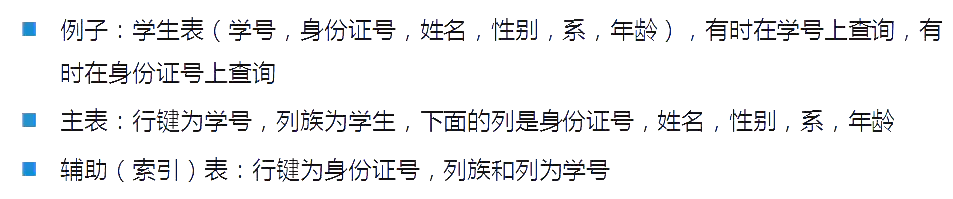 例子：学生表（学号，身份证号，姓名，性别，系，年龄），有时在学号上查询，有
时在身份证号上查询
主表：行键为学号，列族为学生，下面的列是身份证号，姓名，性别，系，年龄
辅助（索引）表：行键为身份证号，列族和列为学号